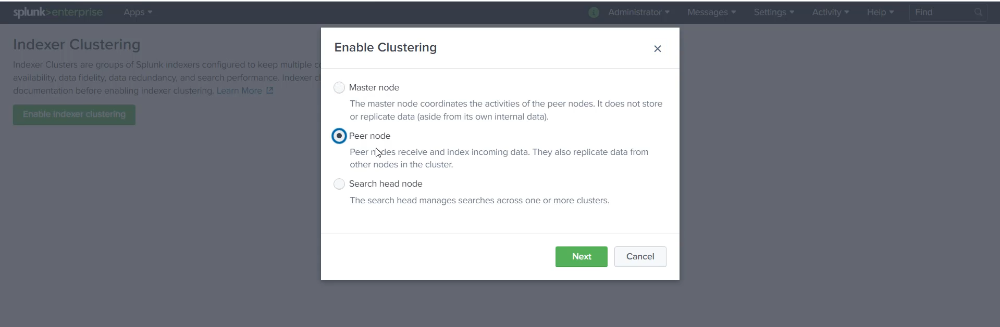 splunk>enterprise Apps Administrator Messages Settings Activity Help Find
Indexer Clustering
Indexer Clusters are groups of Splunk indexers configured to keep multiple
availability, data fidelity, data redundancy, and search performance. Indexer
documentation before enabling indexer clustering. Learn More
Enable indexer clustering
Enable Clustering
Master node
The master node coordinates the activities of the peer nodes. It does not store
or replicate data (aside from its own internal data).
Peer node
Peer nodes receive and index incoming data. They also replicate data from
other nodes in the cluster.
Search head node
The search head manages searches across one or more clusters.
Next Cancel